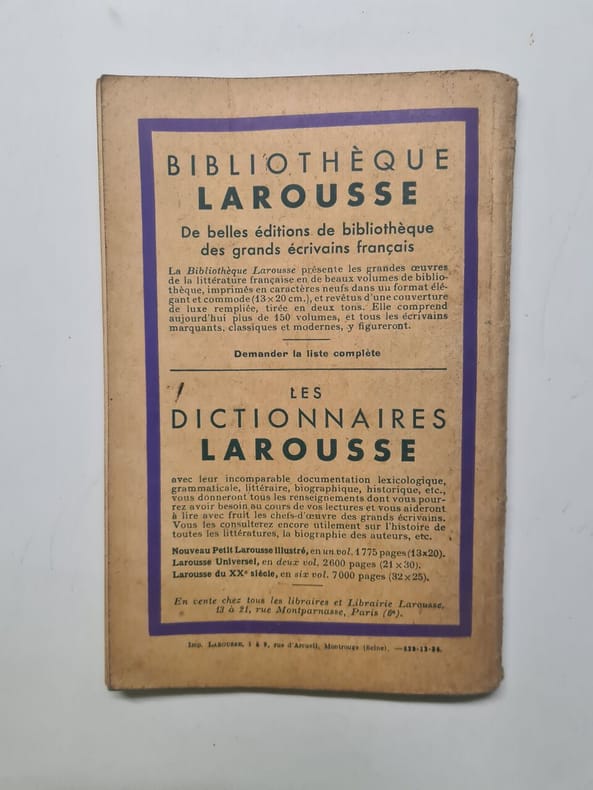 BIBLIOTHÈQUE
LAROUSSE
De belles éditions de bibliothèque
des grands écrivains français
La Bibliothèque Larousse présente les grandes œuvres
de la littérature française en de beaux volumes de biblio-
thèque, imprimés en caractères neufs dans un format élé-
gant et commode (13 × 20 cm.), et revêtus d'une couverture
de luxe rempliée, tirée en deux tons. Elle comprend
aujourd'hui plus de 150 volumes, et tous les écrivains
marquants, classiques et modernes, y figureront.
Demander la liste complète
LES
DICTIONNAIRES
LAROUSSE
avec leur incomparable documentation lexicologique,
grammaticale, littéraire, biographique, historique, etc.,
vous donneront tous les renseignements dont vous pour-
rez avoir besoin au cours de vos lectures et vous aideront
à lire avec fruit les chefs-d'œuvre des grands écrivains.
Vous les consulterez encore utilement sur l'histoire de
toutes les littératures, la biographie des auteurs, etc.
Nouveau Petit Larousse illustré, en un vol. 1775 pages (13×20).
Larousse Universel, en deux vol. 2600 pages (21 × 30).
Larousse du XXe siècle, en six vol. 7000 pages (32 × 25).
En vente chez tous les libraires et Librairie Larousse,
13 à 21, rue Montparnasse, Paris (6e).
Imp. LAROUSSE, 1 à 9, rue d'Arcueil, Montrouge (Seine). —